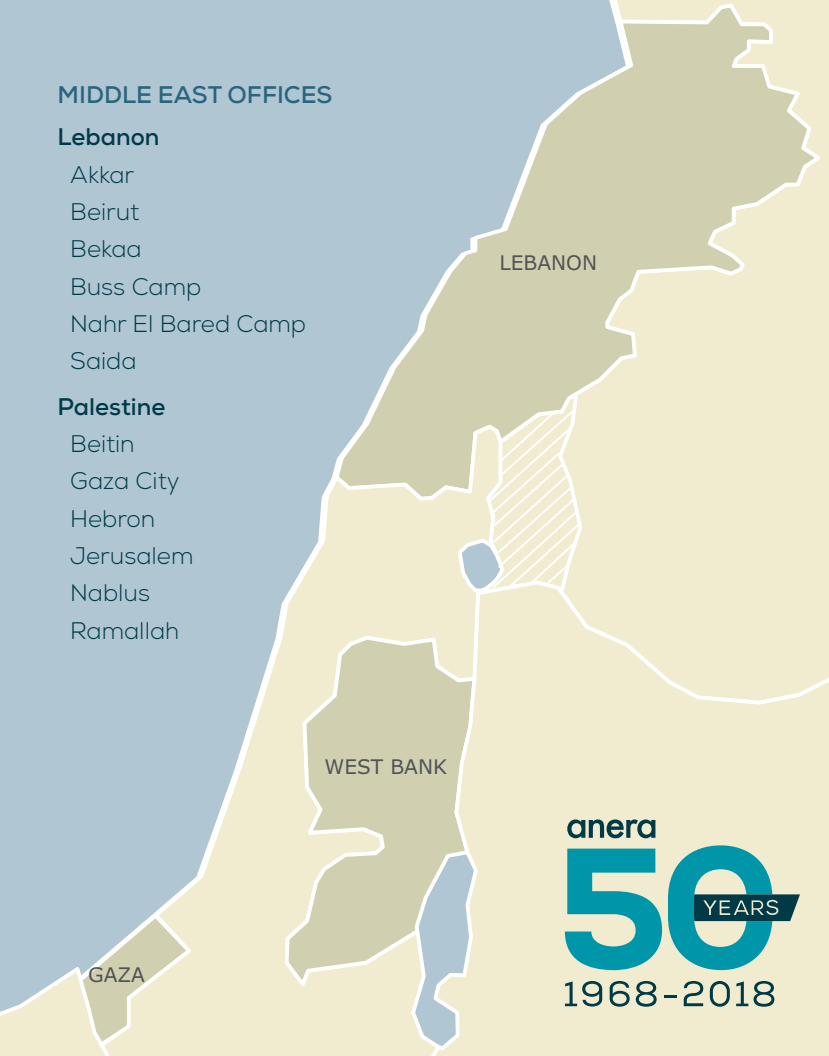 MIDDLE EAST OFFICES
Lebanon
Akkar
Beirut
Bekaa
Buss Camp
Nahr El Bared Camp
Saida
Palestine
Beitin
Gaza City
Hebron
Jerusalem
Nablus
Ramallah
LEBANON
WEST BANK
GAZA
anera
50
YEARS
1968-2018